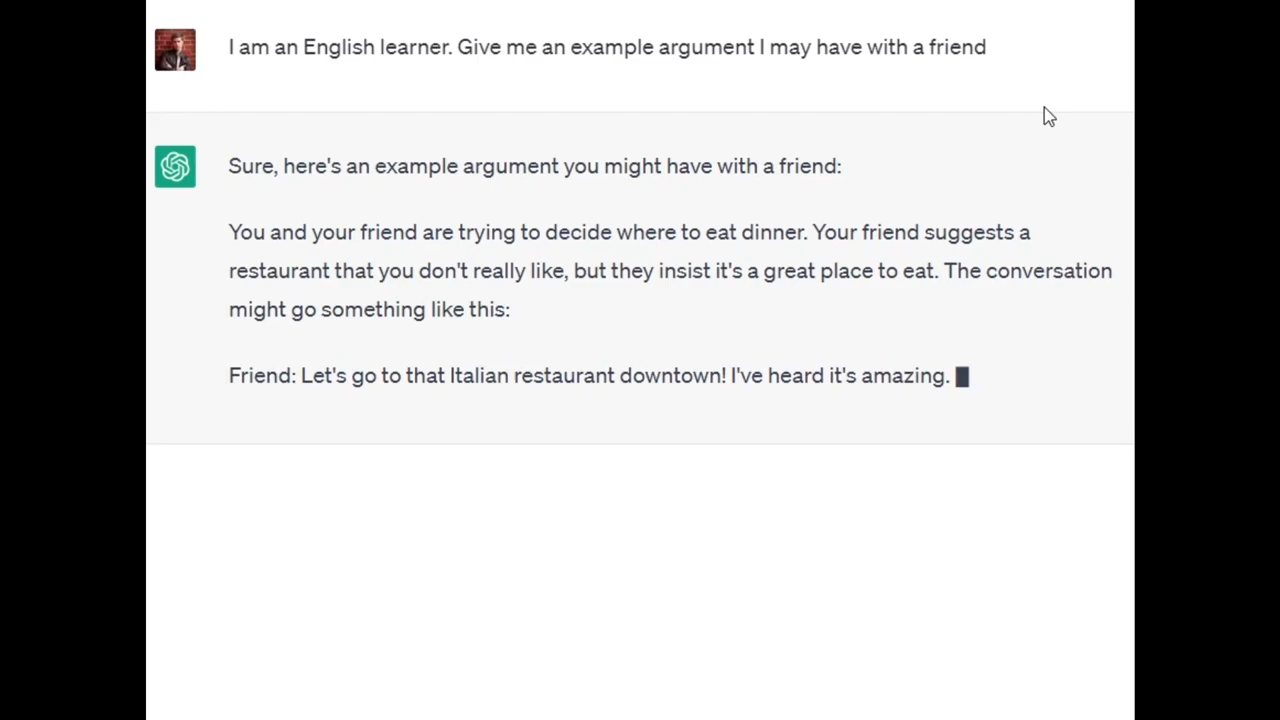 I am an English learner. Give me an example argument I may have with a friend
Sure, here's an example argument you might have with a friend:
You and your friend are trying to decide where to eat dinner. Your friend suggests a
restaurant that you don't really like, but they insist it's a great place to eat. The conversation
might go something like this:
Friend: Let's go to that Italian restaurant downtown! I've heard it's amazing.